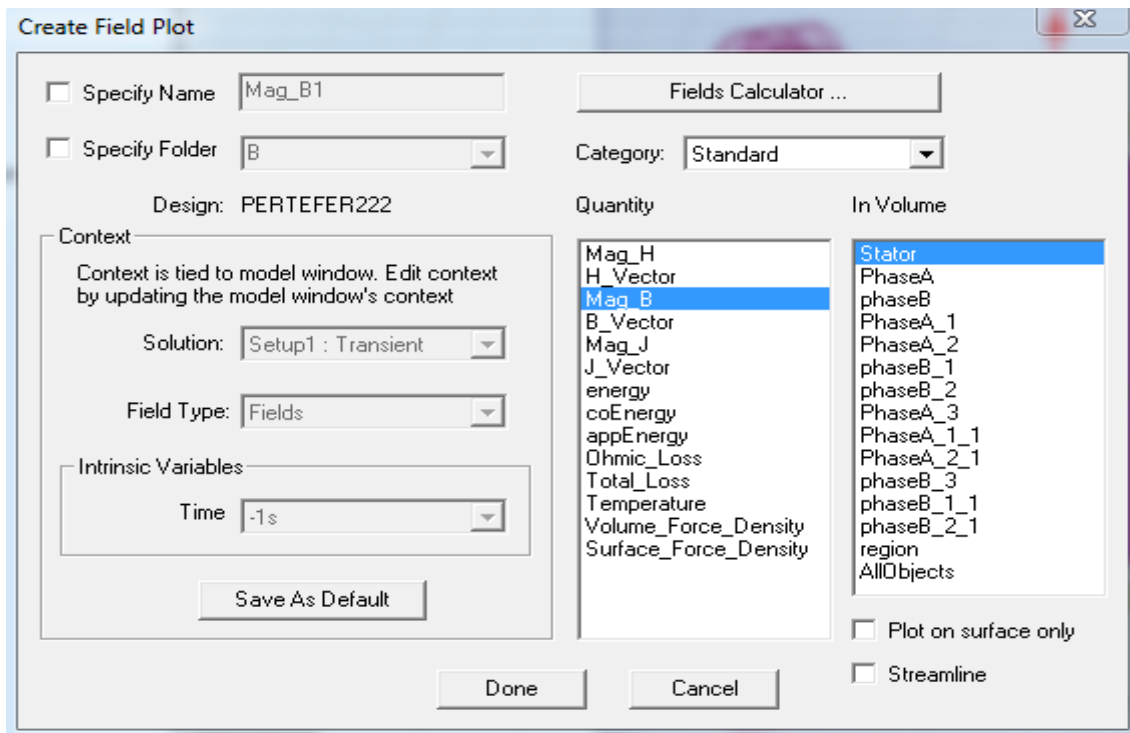 Create Field Plot
Specify Name Mag_B1
Fields Calculator ...
Specify Folder B
Category: Standard
Design: PERTEFER222
Quantity
In Volume
Context
Context is tied to model window. Edit context
by updating the model window's context
Solution: Setup1 : Transient
Field Type: Fields
Intrinsic Variables
Time -1s
Save As Default
Mag_H
H_Vector
Mag_B
B_Vector
Mag_J
J_Vector
energy
coEnergy
appEnergy
Ohmic_Loss
Total_Loss
Temperature
Volume_Force_Density
Surface_Force_Density
Stator
PhaseA
phaseB
PhaseA_1
PhaseA_2
phaseB_1
phaseB_2
PhaseA_3
PhaseA_1_1
PhaseA_2_1
phaseB_3
phaseB_1_1
phaseB_2_1
region
AllObjects
Plot on surface only
Streamline
Done
Cancel